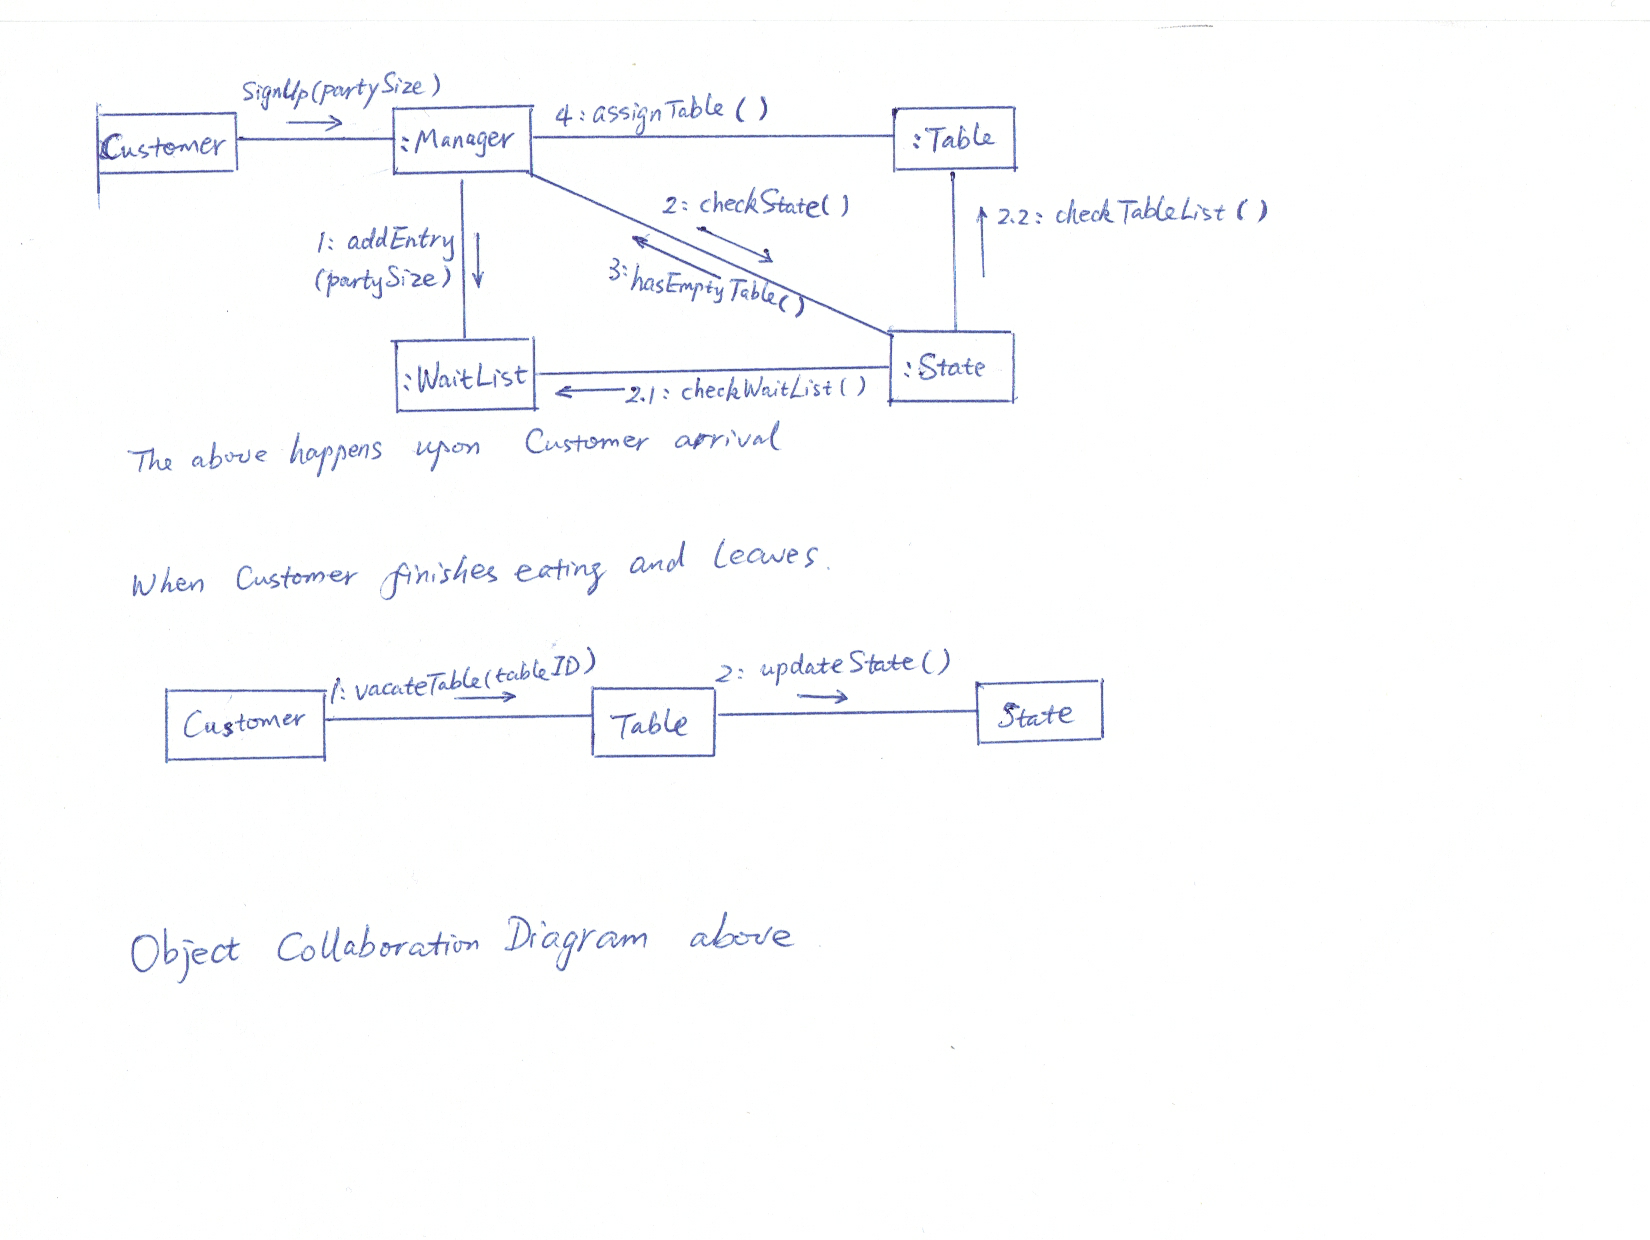 SignUp(partySize)
Customer
:Manager
4: assignTable()
:Table
2: checkState()
2.2: checkTableList()
1: addEntry
(partySize)
3: hasEmptyTable()
:WaitList
:State
2.1: checkWaitList()
The above happens upon Customer arrival
When Customer finishes eating and leaves.
1: vacateTable(tableID)
2: updateState()
Customer
Table
State
Object Collaboration Diagram above